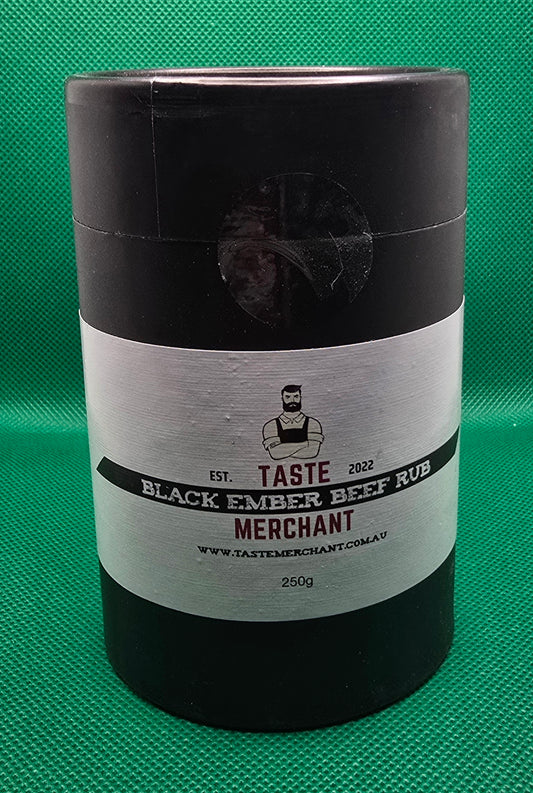 EST. TASTE 2022
BLACK EMBER BEEF RUB
MERCHANT
WWW.TASTEMERCHANT.COM.AU
250g